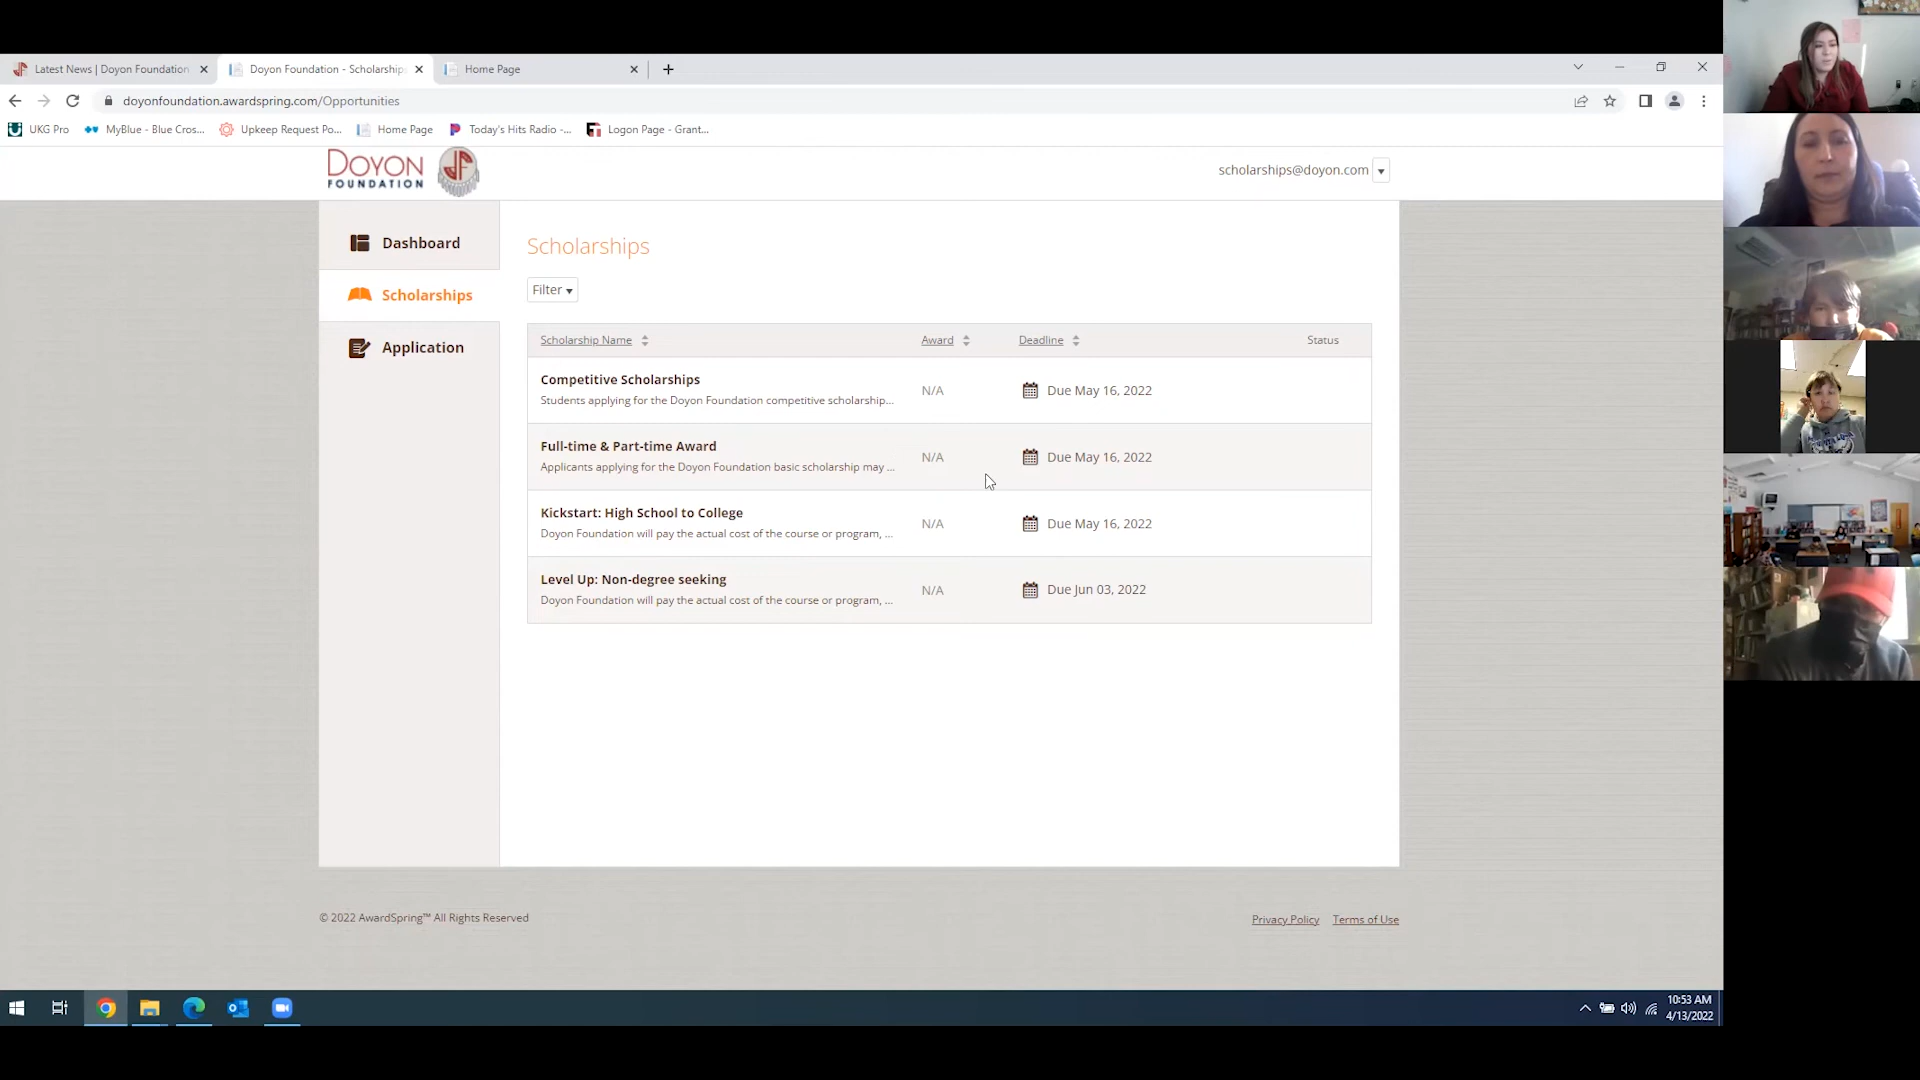 Latest News | Doyon Foundation
Doyon Foundation - Scholarship
Home Page
doyonfoundation.awardspring.com/Opportunities
UKG Pro
MyBlue - Blue Cros...
Upkeep Request Po...
Home Page
Today's Hits Radio -...
Logon Page - Grant...
DOYON
FOUNDATION
scholarships@doyon.com
Dashboard
Scholarships
Application
Scholarships
Filter
Scholarship Name
Award
Deadline
Status
Competitive Scholarships
Students applying for the Doyon Foundation competitive scholarship...
N/A
Due May 16, 2022
Full-time & Part-time Award
Applicants applying for the Doyon Foundation basic scholarship may ...
N/A
Due May 16, 2022
Kickstart: High School to College
Doyon Foundation will pay the actual cost of the course or program, ...
N/A
Due May 16, 2022
Level Up: Non-degree seeking
Doyon Foundation will pay the actual cost of the course or program, ...
N/A
Due Jun 03, 2022
© 2022 AwardSpring™ All Rights Reserved
Privacy Policy
Terms of Use
10:53 AM
4/13/2022